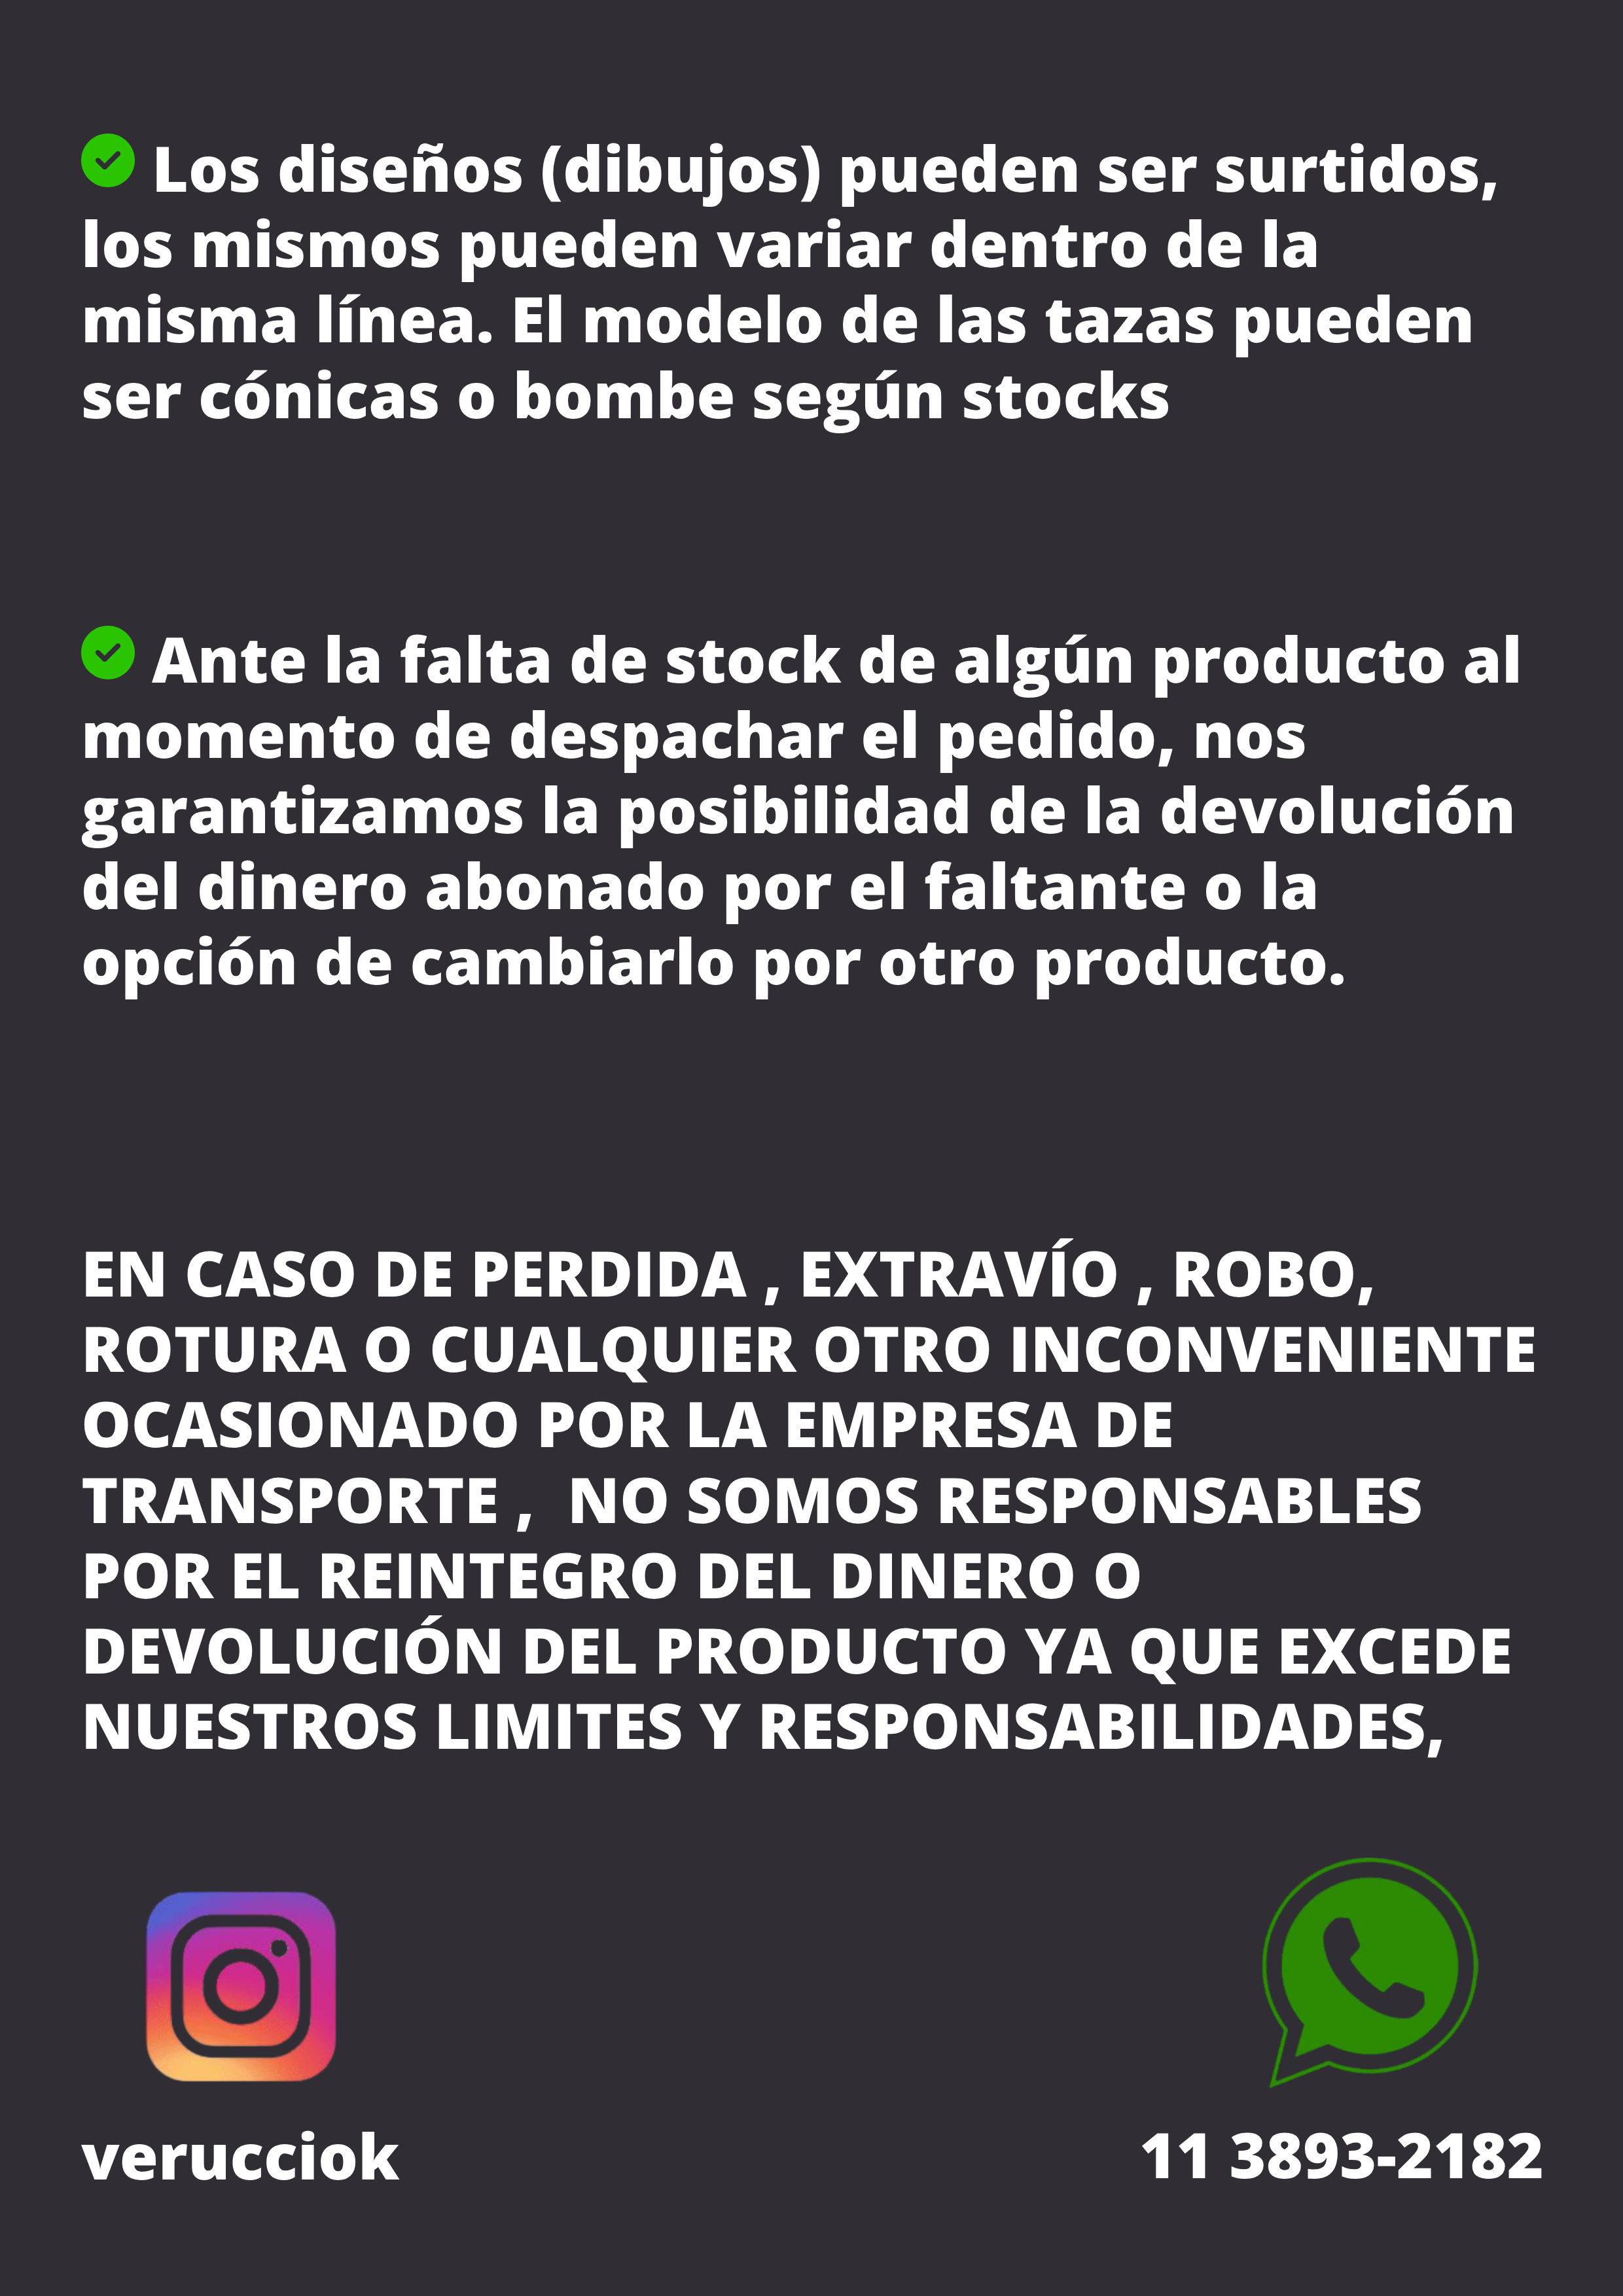 Los diseños (dibujos) pueden ser surtidos,
los mismos pueden variar dentro de la
misma línea. El modelo de las tazas pueden
ser cónicas o bombe según stocks
Ante la falta de stock de algún producto al
momento de despachar el pedido, nos
garantizamos la posibilidad de la devolución
del dinero abonado por el faltante o la
opción de cambiarlo por otro producto.
EN CASO DE PERDIDA , EXTRAVÍO , ROBO,
ROTURA O CUALQUIER OTRO INCONVENIENTE
OCASIONADO POR LA EMPRESA DE
TRANSPORTE ,  NO SOMOS RESPONSABLES
POR EL REINTEGRO DEL DINERO O
DEVOLUCIÓN DEL PRODUCTO YA QUE EXCEDE
NUESTROS LIMITES Y RESPONSABILIDADES,
verucciok
11 3893-2182